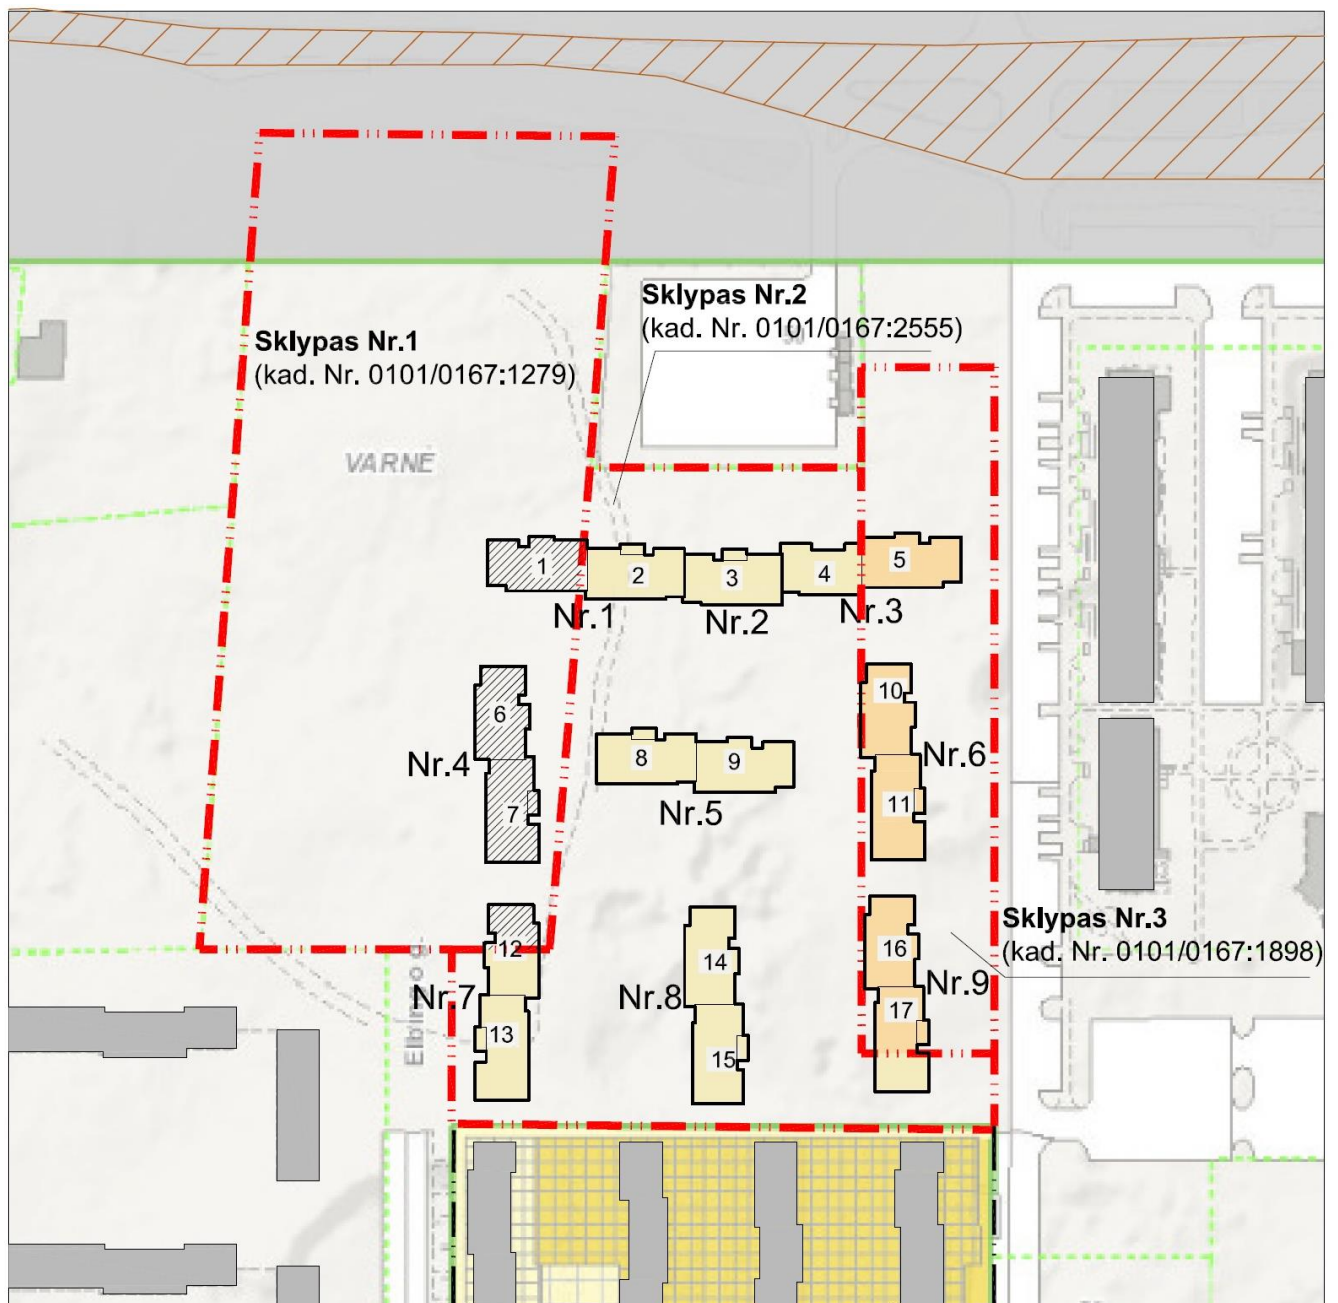 Sklypas Nr.2
(kad. Nr. 0101/0167:2555)
Sklypas Nr.1
(kad. Nr. 0101/0167:1279)
VARNĖ
1
2
3
4
5
Nr.1
Nr.2
Nr.3
6
7
Nr.4
8
9
Nr.5
10
11
Nr.6
Sklypas Nr.3
(kad. Nr. 0101/0167:1898)
12
13
Nr.7
14
15
Nr.8
16
17
Nr.9